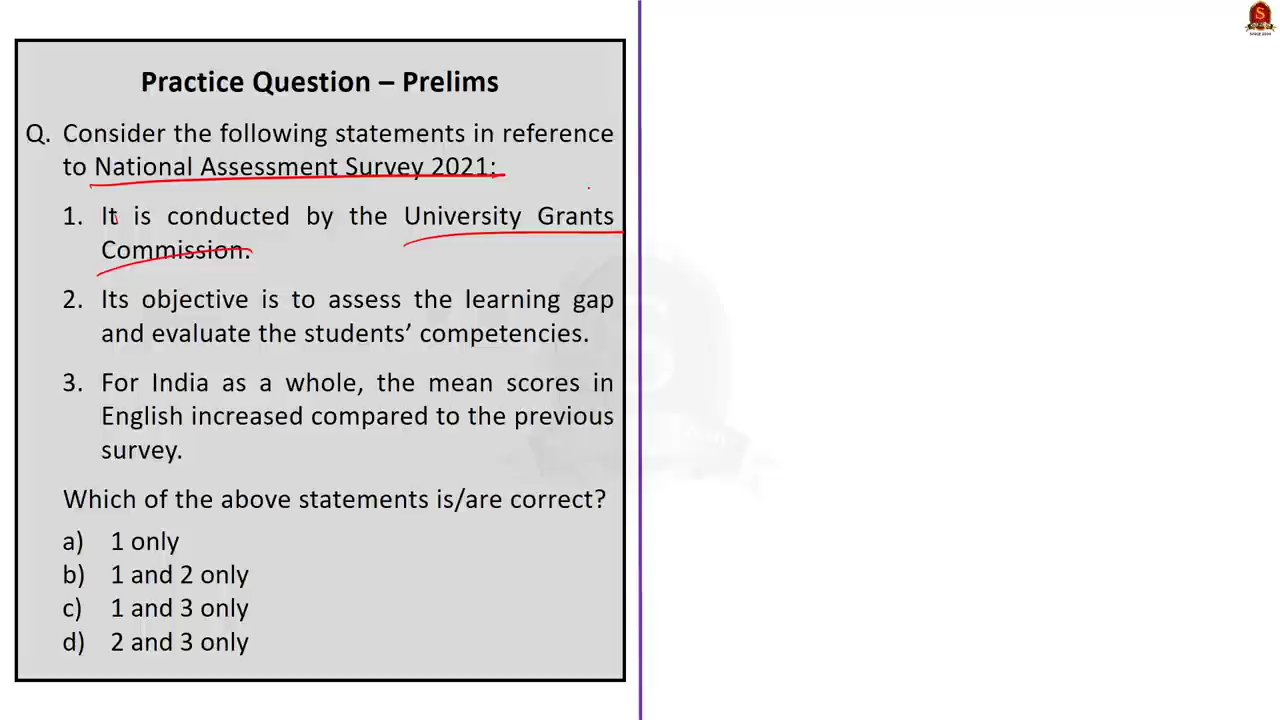 Practice Question – Prelims
Q. Consider the following statements in reference
to National Assessment Survey 2021:
1. It is conducted by the University Grants
Commission.
2. Its objective is to assess the learning gap
and evaluate the students’ competencies.
3. For India as a whole, the mean scores in
English increased compared to the previous
survey.
Which of the above statements is/are correct?
a) 1 only
b) 1 and 2 only
c) 1 and 3 only
d) 2 and 3 only